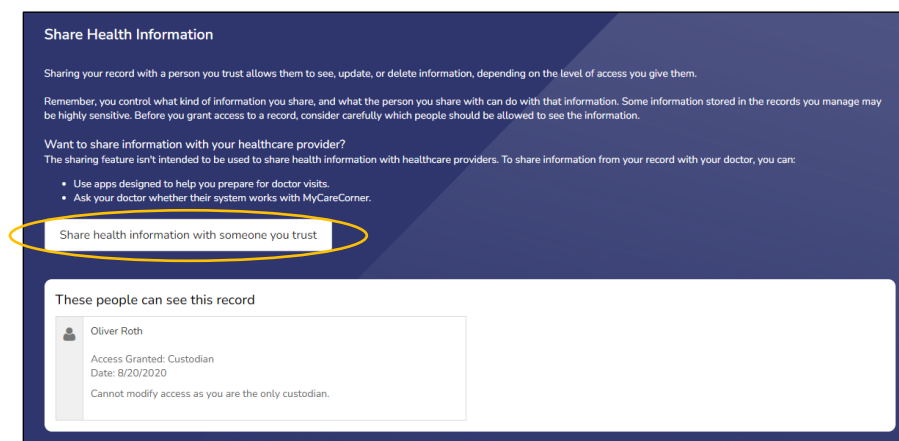 Share Health Information
Sharing your record with a person you trust allows them to see, update, or delete information, depending on the level of access you give them.
Remember, you control what kind of information you share, and what the person you share with can do with that information. Some information stored in the records you manage may
be highly sensitive. Before you grant access to a record, consider carefully which people should be allowed to see the information.
Want to share information with your healthcare provider?
The sharing feature isn't intended to be used to share health information with healthcare providers. To share information from your record with your doctor, you can:
• Use apps designed to help you prepare for doctor visits.
• Ask your doctor whether their system works with MyCareCorner.
Share health information with someone you trust
These people can see this record
Oliver Roth
Access Granted: Custodian
Date: 8/20/2020
Cannot modify access as you are the only custodian.